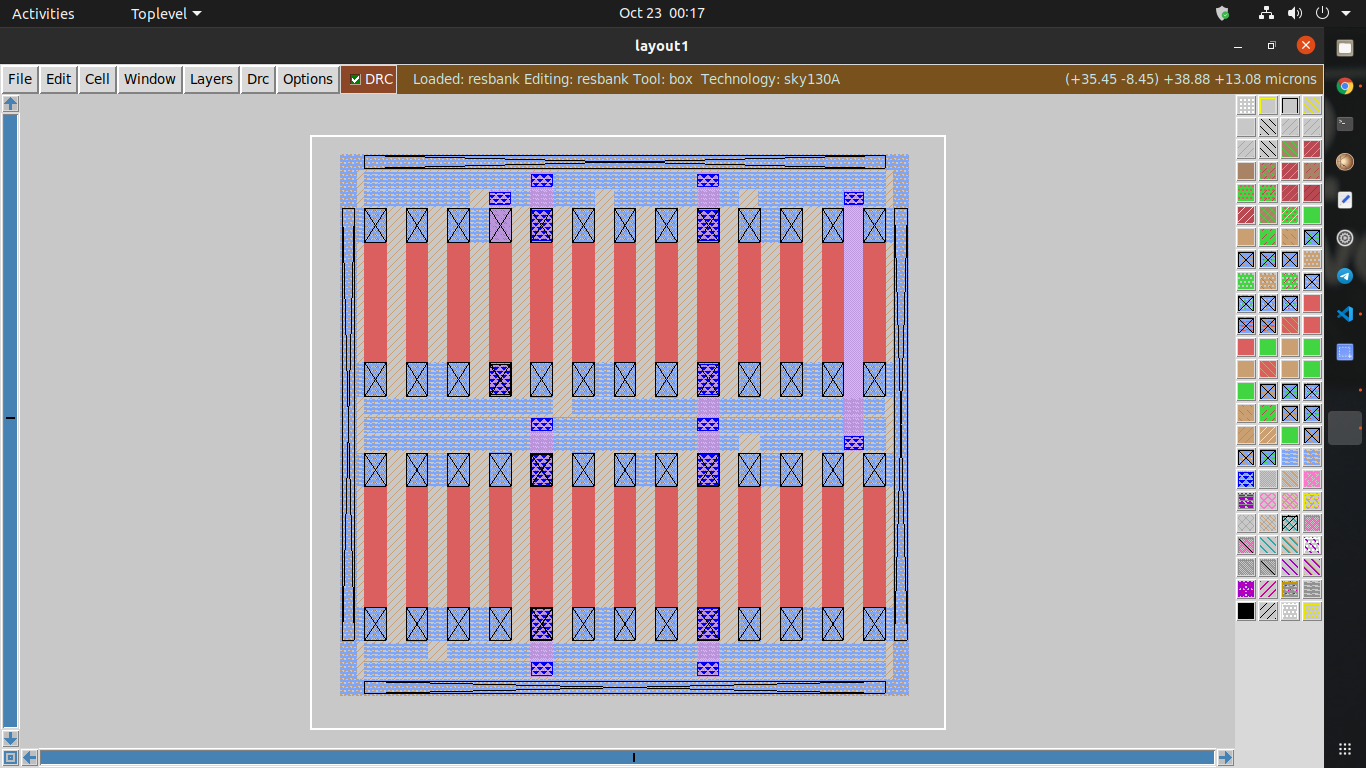 Activities Toplevel Oct 23 00:17
layout1
File Edit Cell Window Layers Drc Options DRC Loaded: resbank Editing: resbank Tool: box Technology: sky130A (+35.45 -8.45) +38.88 +13.08 microns